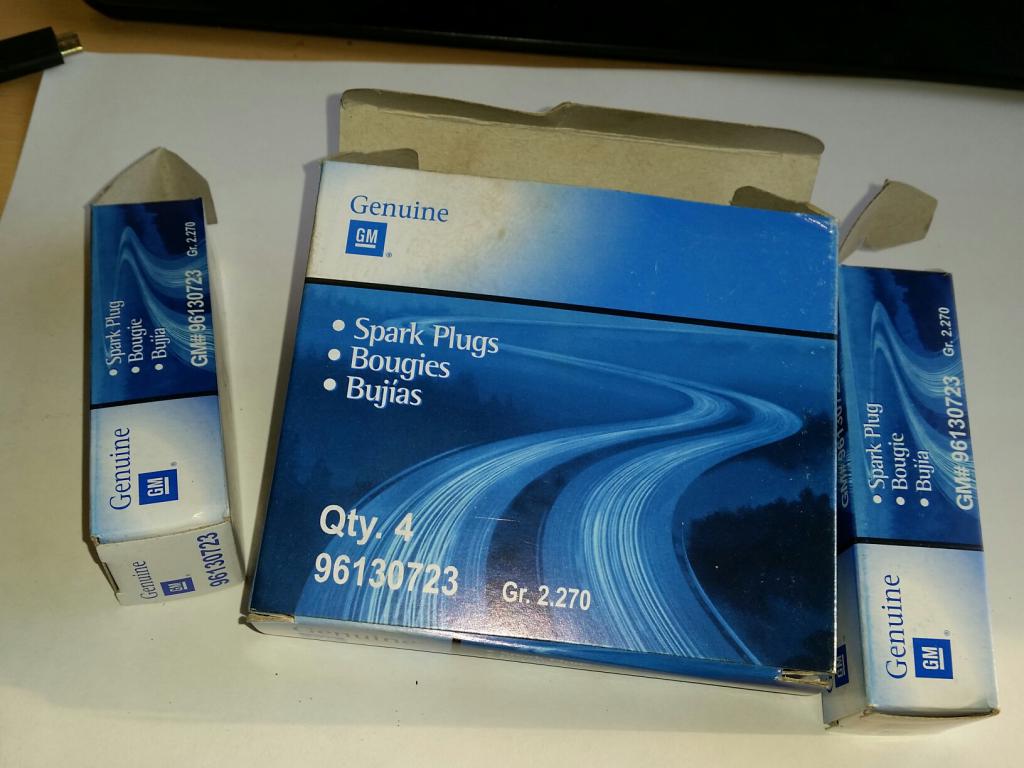 Genuine
GM
®
• Spark Plug
• Bougie
• Bujía
GM# 96130723
Gr. 2.270
Genuine
GM
96130723
Genuine
GM
®
• Spark Plugs
• Bougies
• Bujías
Qty. 4
96130723
Gr. 2.270
Genuine
• Spark Plug
• Bougie
• Bujía
GM# 96130723
Gr. 2.270
Genuine
GM
®